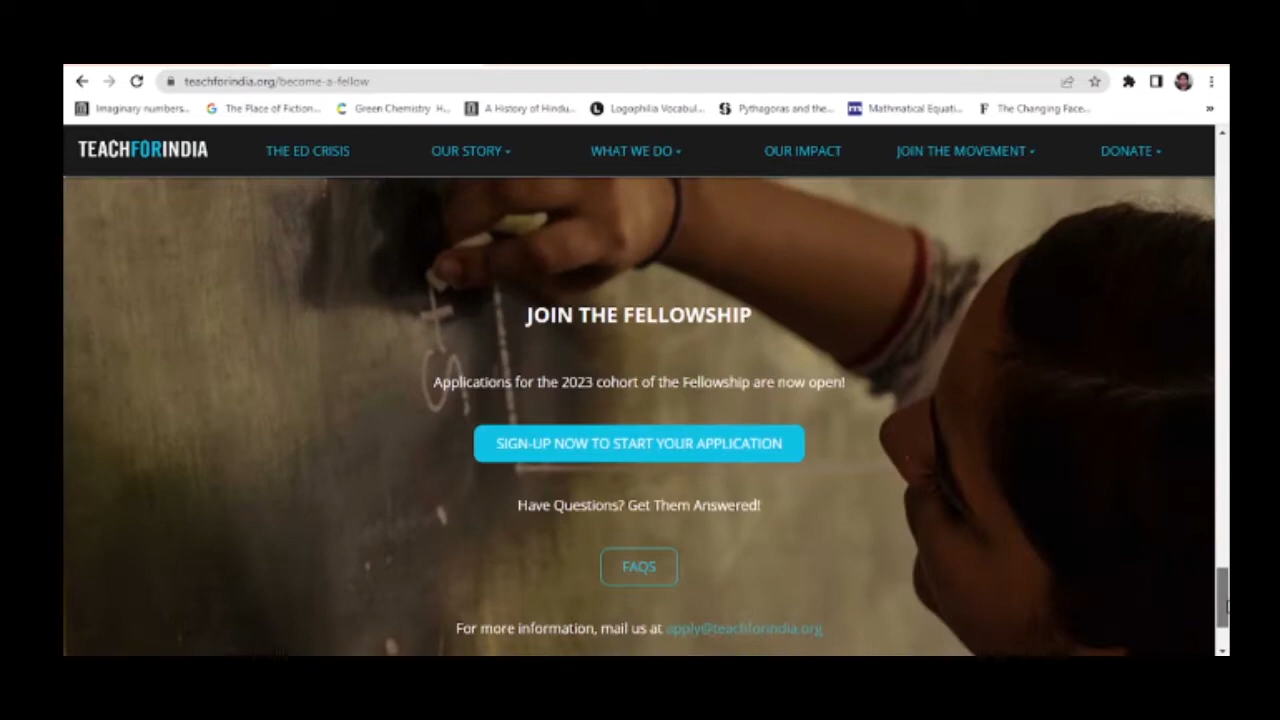 teachforindia.org/become-a-fellow
Imaginary numbers... The Place of Fiction... Green Chemistry H... A History of Hindu... Logophilia Vocabul... Pythagoras and the... Mathmatical Equati... The Changing Face... »
TEACHFORINDIA THE ED CRISIS OUR STORY WHAT WE DO OUR IMPACT JOIN THE MOVEMENT DONATE
JOIN THE FELLOWSHIP
Applications for the 2023 cohort of the Fellowship are now open!
SIGN-UP NOW TO START YOUR APPLICATION
Have Questions? Get Them Answered!
FAQS
For more information, mail us at apply@teachforindia.org